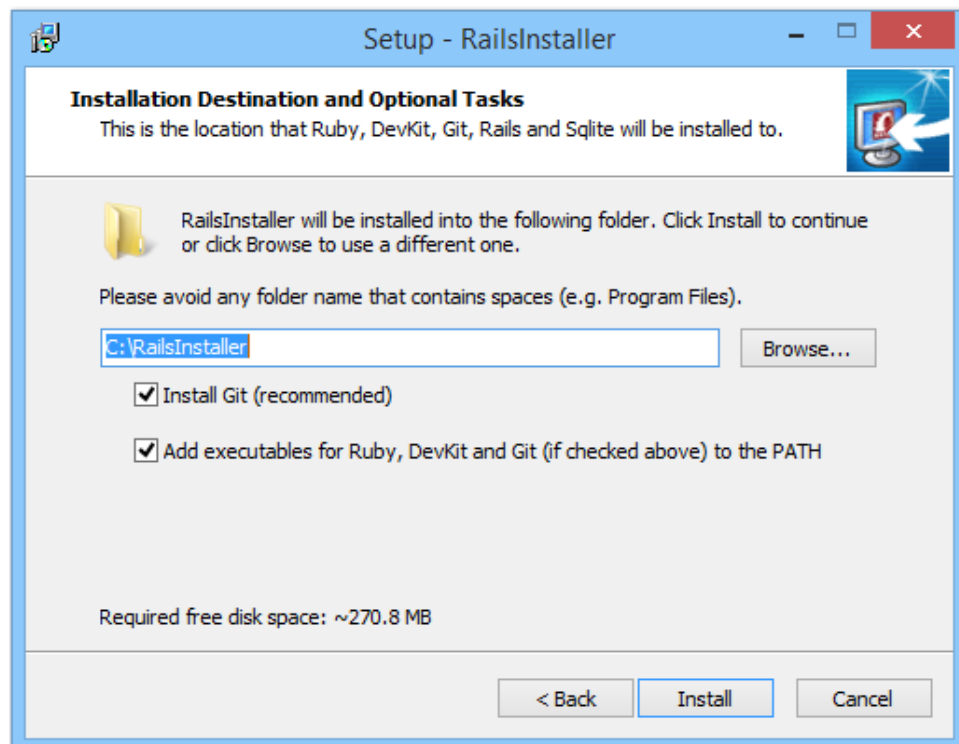 Setup - RailsInstaller
Installation Destination and Optional Tasks
This is the location that Ruby, DevKit, Git, Rails and Sqlite will be installed to.
RailsInstaller will be installed into the following folder. Click Install to continue
or click Browse to use a different one.
Please avoid any folder name that contains spaces (e.g. Program Files).
C:\RailsInstaller
Browse...
Install Git (recommended)
Add executables for Ruby, DevKit and Git (if checked above) to the PATH
Required free disk space: ~270.8 MB
< Back
Install
Cancel